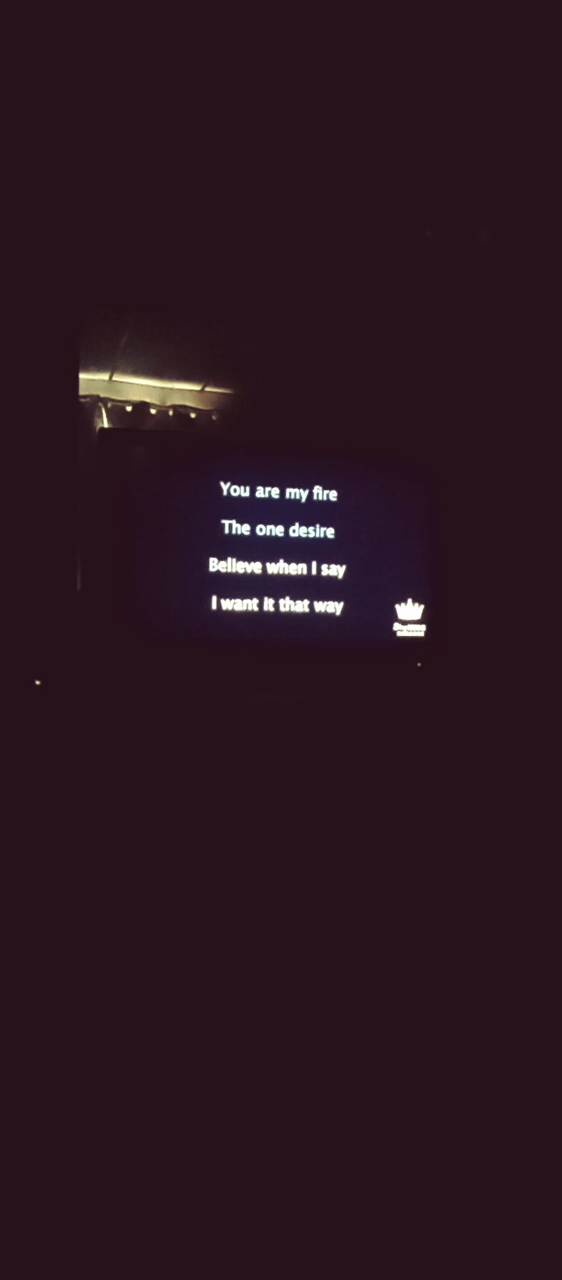 You are my fire
The one desire
Believe when I say
I want it that way